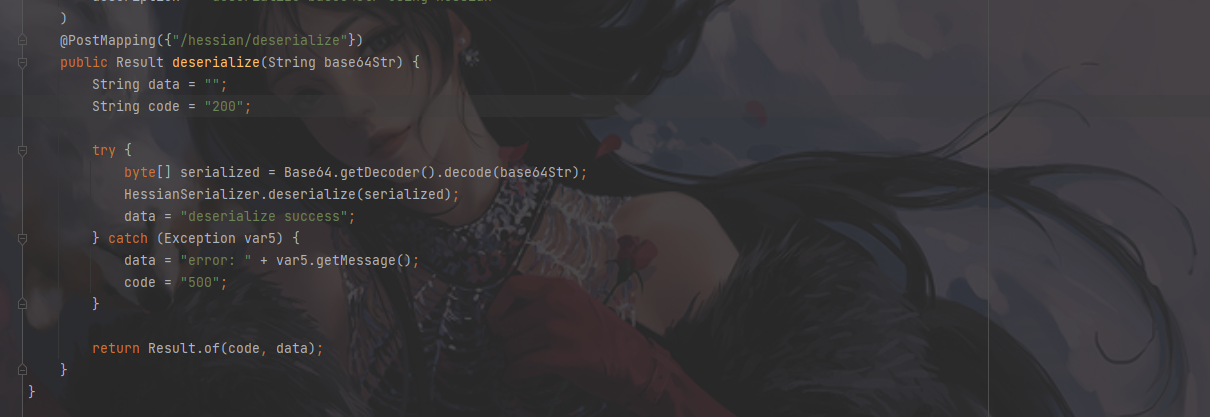 )
@PostMapping({"/hessian/deserialize"})
public Result deserialize(String base64Str) {
String data = "";
String code = "200";
try {
byte[] serialized = Base64.getDecoder().decode(base64Str);
HessianSerializer.deserialize(serialized);
data = "deserialize success";
} catch (Exception var5) {
data = "error: " + var5.getMessage();
code = "500";
}
return Result.of(code, data);
}
}